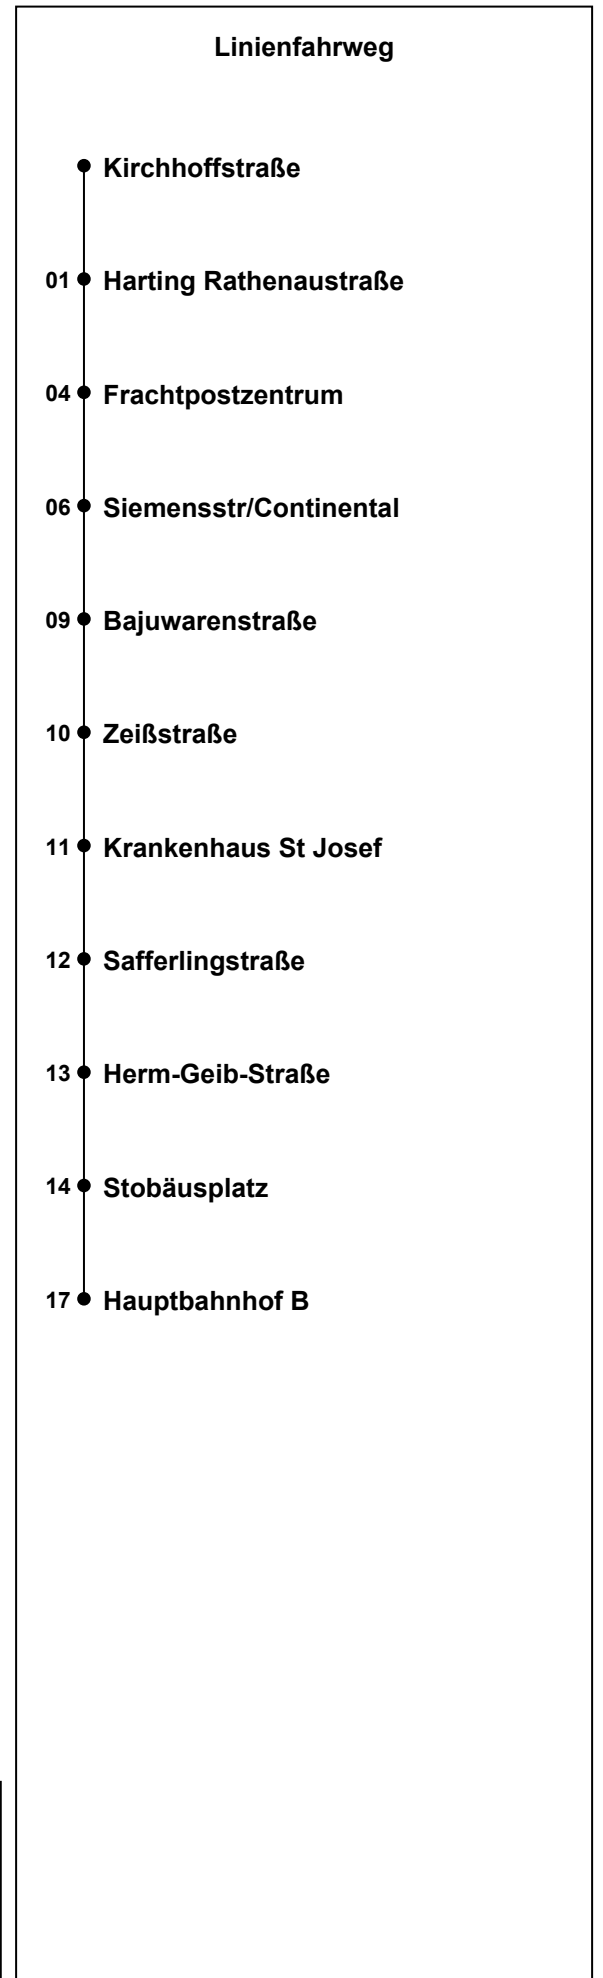 Linienfahrweg
Kirchhoffstraße
01 Harting Rathenaustraße
04 Frachtpostzentrum
06 Siemensstr/Continental
09 Bajuwarenstraße
10 Zeißstraße
11 Krankenhaus St Josef
12 Safferlingstraße
13 Herm-Geib-Straße
14 Stobäusplatz
17 Hauptbahnhof B